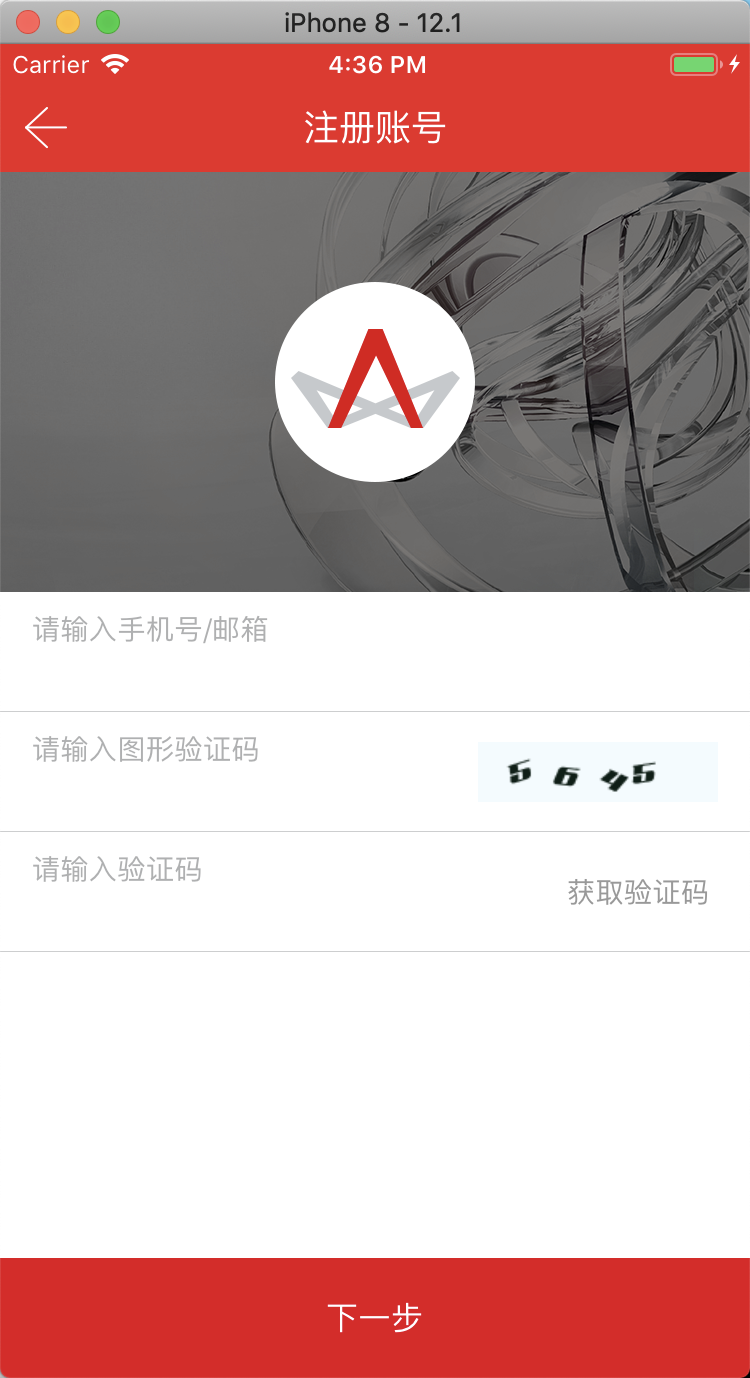 iPhone 8 - 12.1
Carrier 4:36 PM
注册账号
请输入手机号/邮箱
请输入图形验证码 5 6 4 5
请输入验证码
获取验证码
下一步